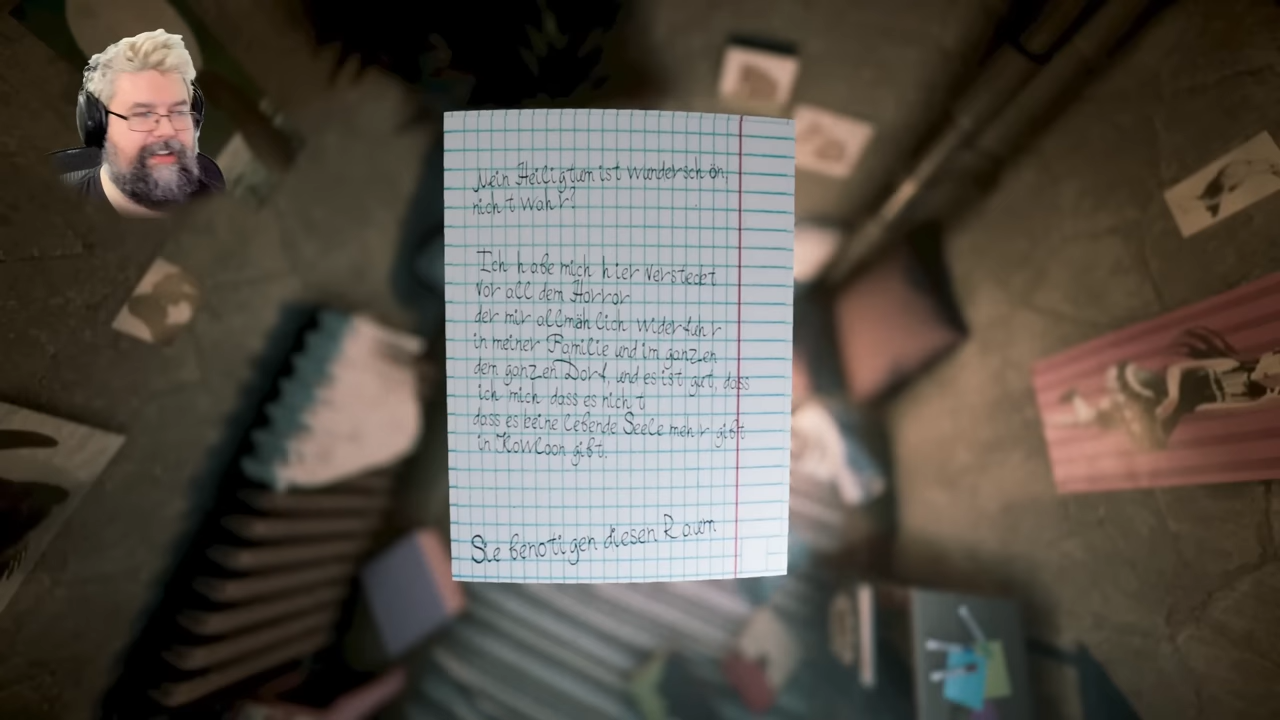 Mein Heiligtum ist wunderschön,
nicht wahr?
Ich habe mich hier versteckt
vor all dem Horror
der mir allmählich widerfuhr
in meiner Familie und im ganzen
dem ganzen Dorf, und es ist gut, dass
ich mich dass es nicht
dass es keine lebende Seele mehr gibt
in Kowloon gibt.
Sie benötigen diesen Raum